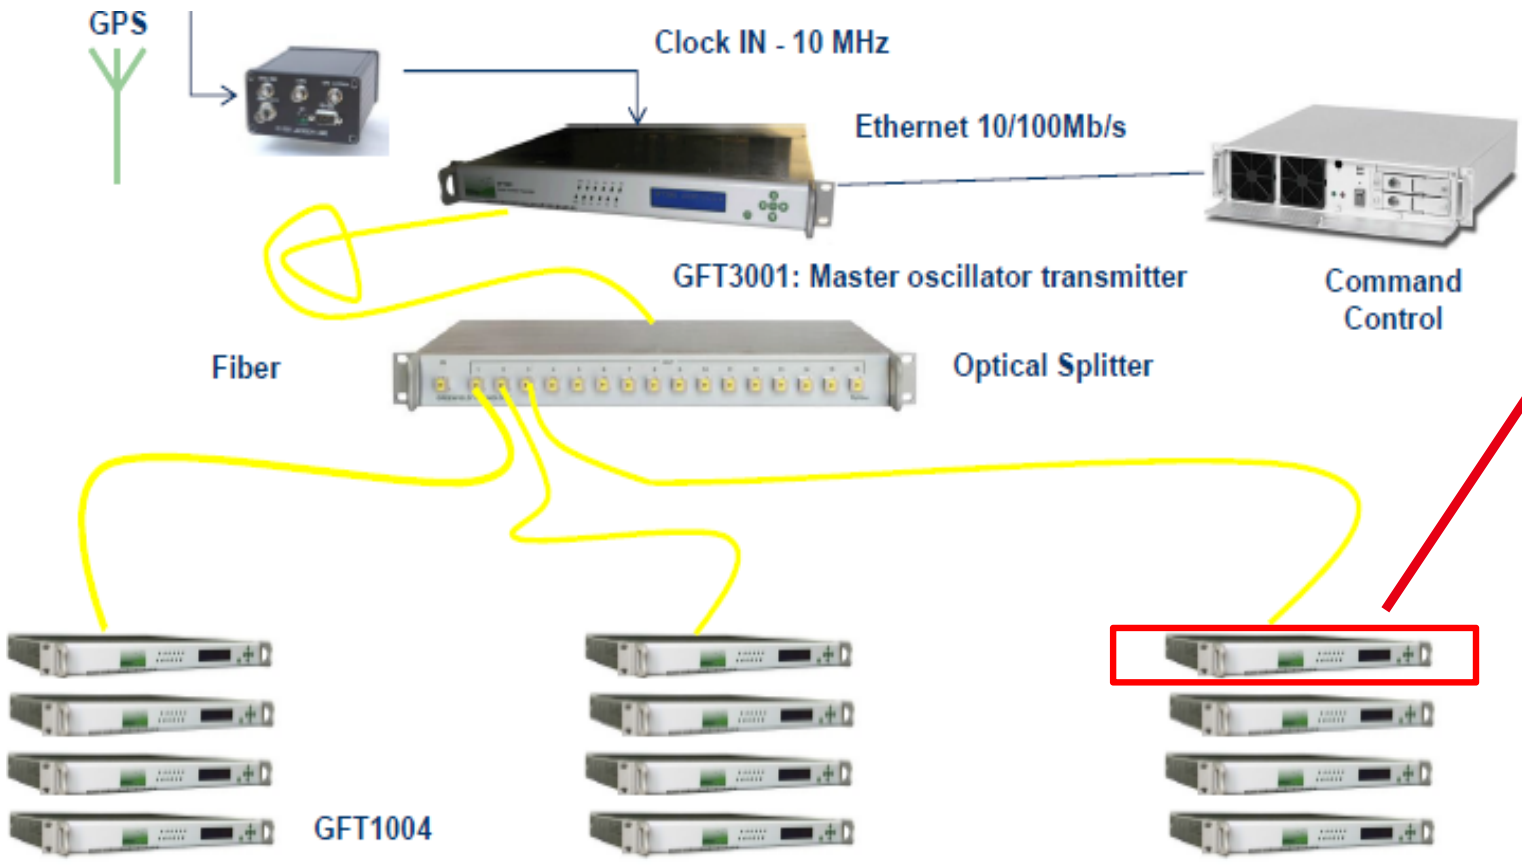 GPS
Clock IN - 10 MHz
Ethernet 10/100Mb/s
GFT3001: Master oscillator transmitter
Command
Control
Fiber
Optical Splitter
GFT1004